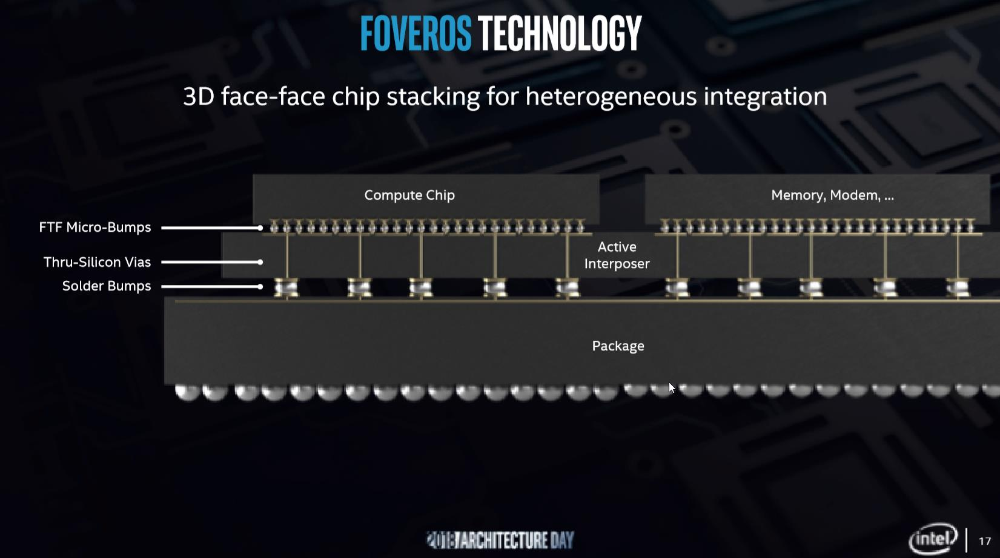 FOVEROS TECHNOLOGY
3D face-face chip stacking for heterogeneous integration
Compute Chip
Memory, Modem, ...
FTF Micro-Bumps
Active
Interposer
Thru-Silicon Vias
Solder Bumps
Package
ARCHITECTURE DAY
intel
17